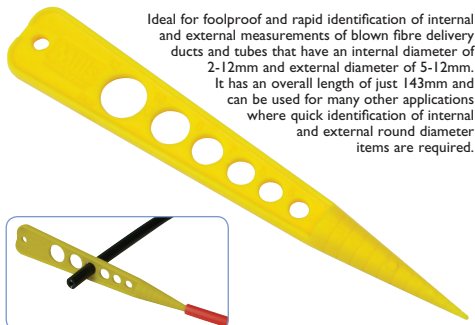 Ideal for foolproof and rapid identification of internal
and external measurements of blown fibre delivery
ducts and tubes that have an internal diameter of
2-12mm and external diameter of 5-12mm.
It has an overall length of just 143mm and
can be used for many other applications
where quick identification of internal
and external round diameter
items are required.